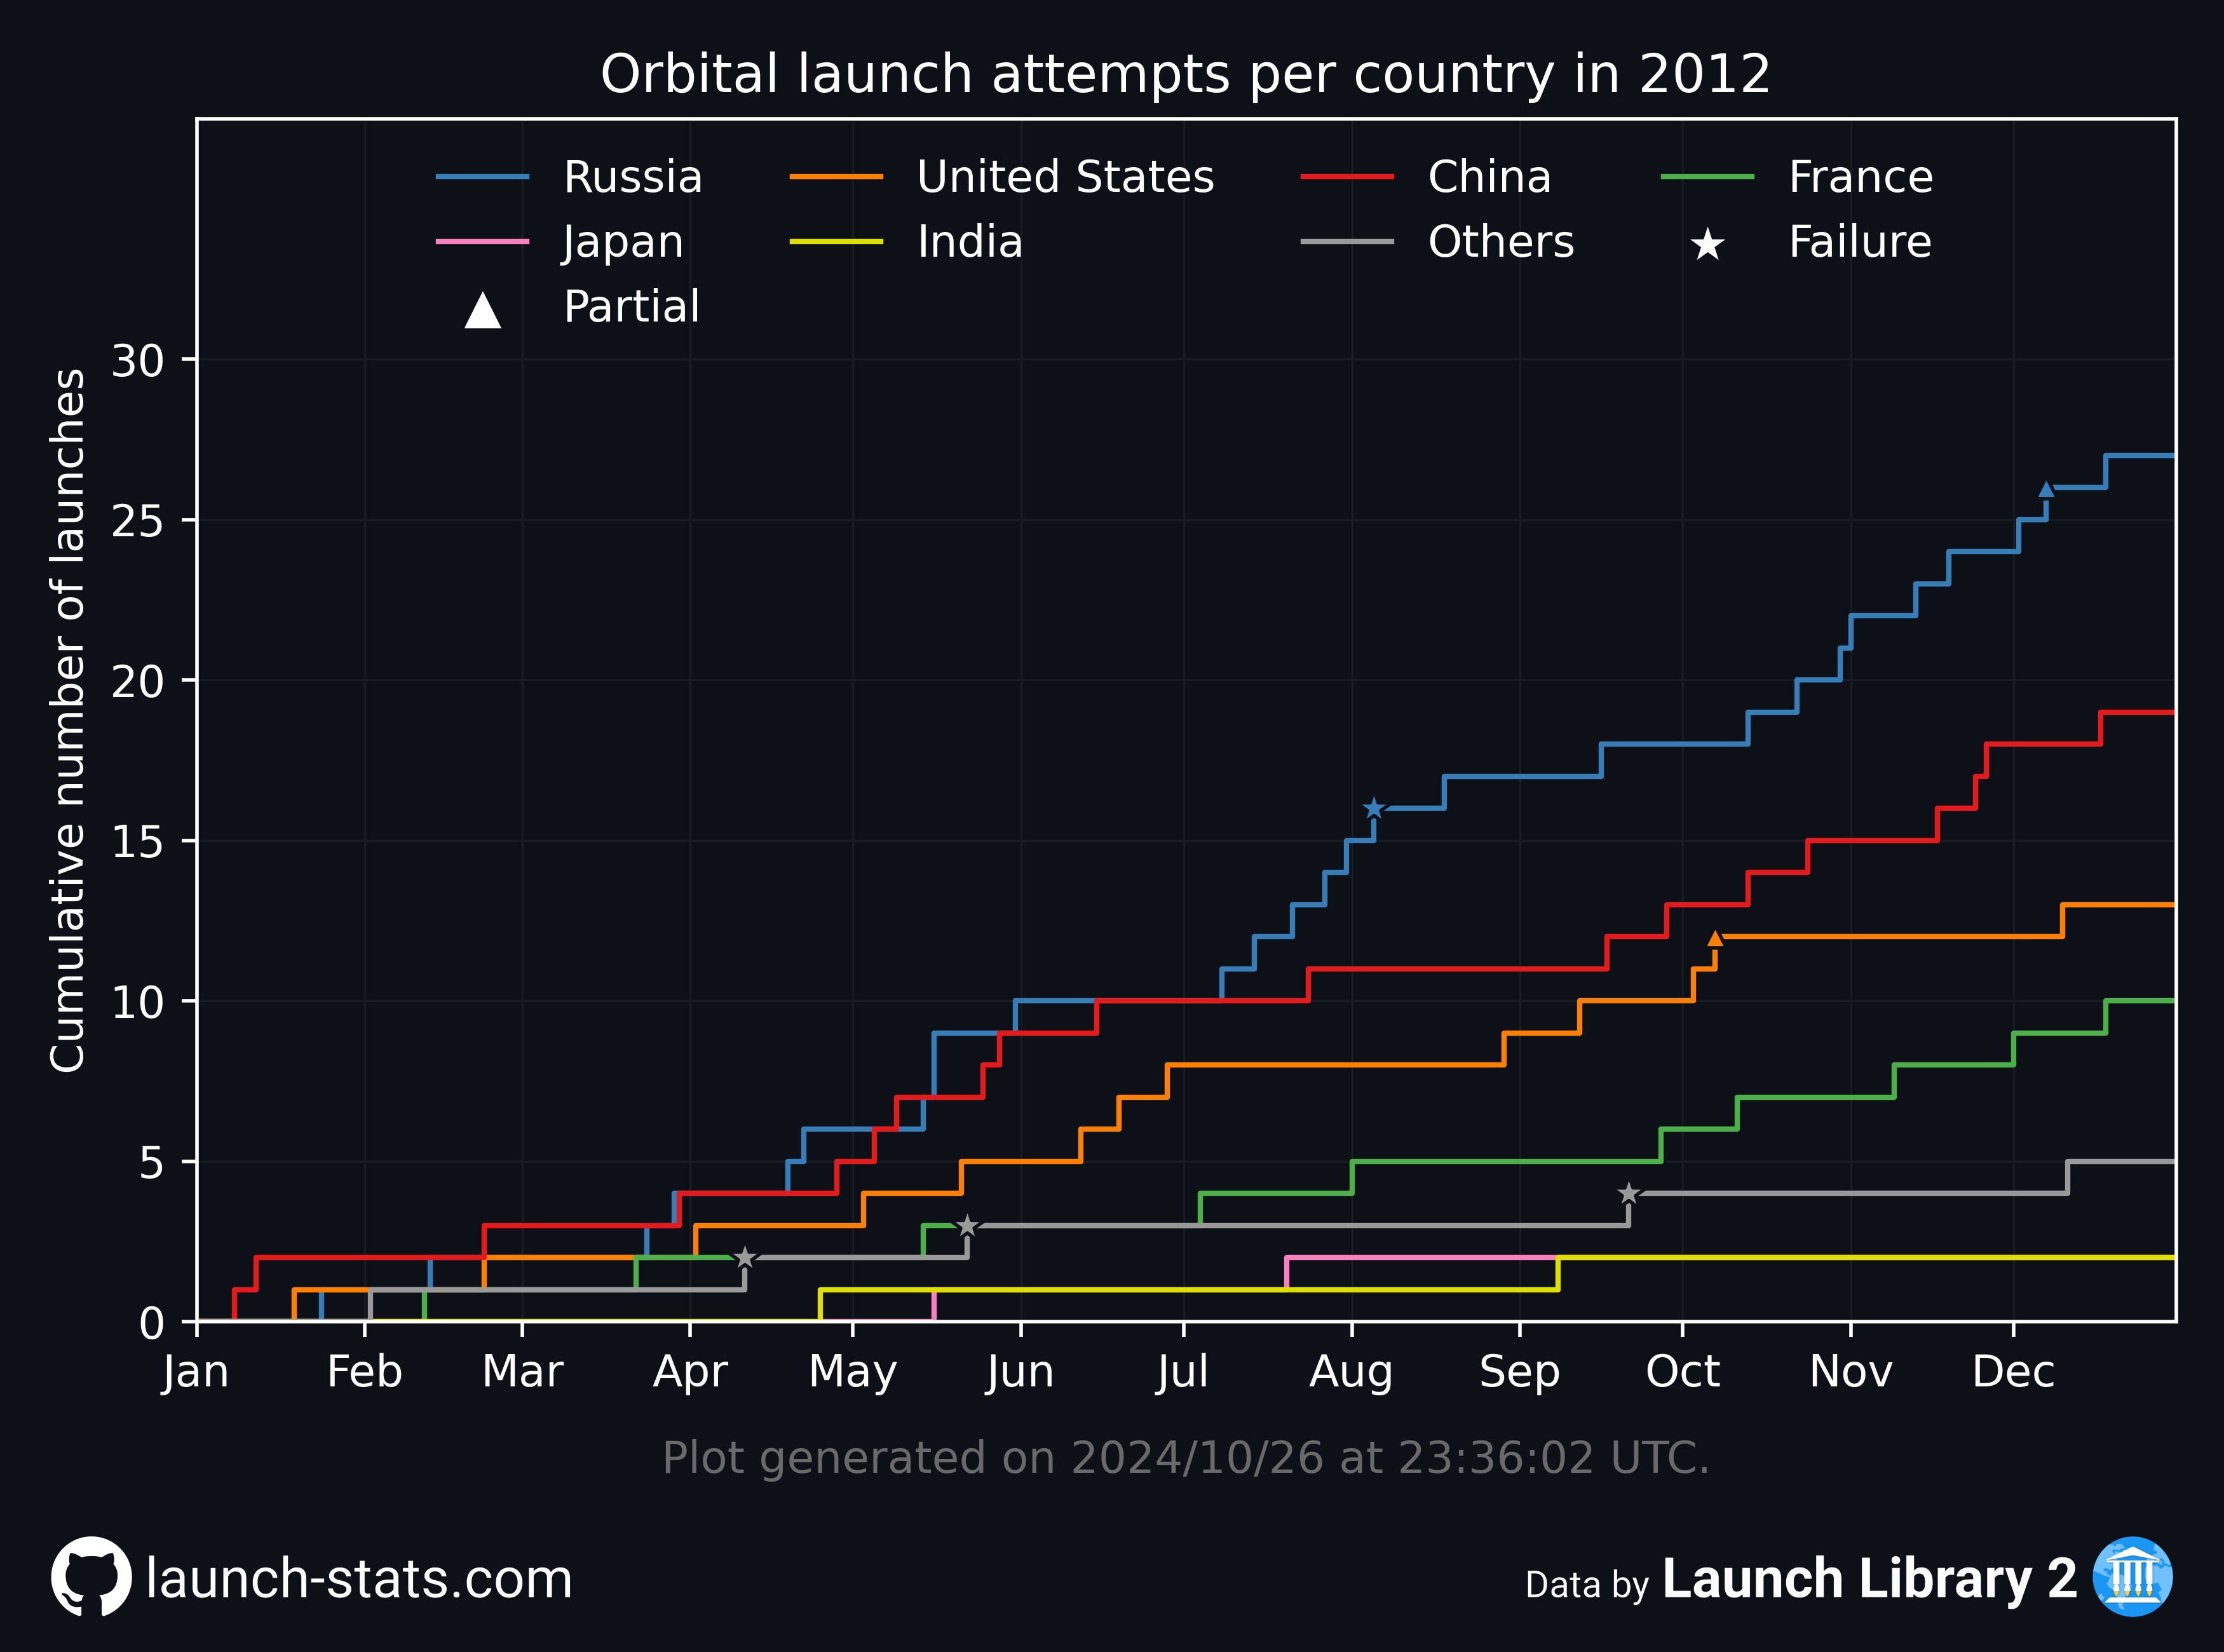 Orbital launch attempts per country in 2012
Russia United States China France
Japan India Others Failure
Partial
Cumulative number of launches
30
25
20
15
10
5
0
Jan Feb Mar Apr May Jun Jul Aug Sep Oct Nov Dec
Plot generated on 2024/10/26 at 23:36:02 UTC.
launch-stats.com
Data by Launch Library 2